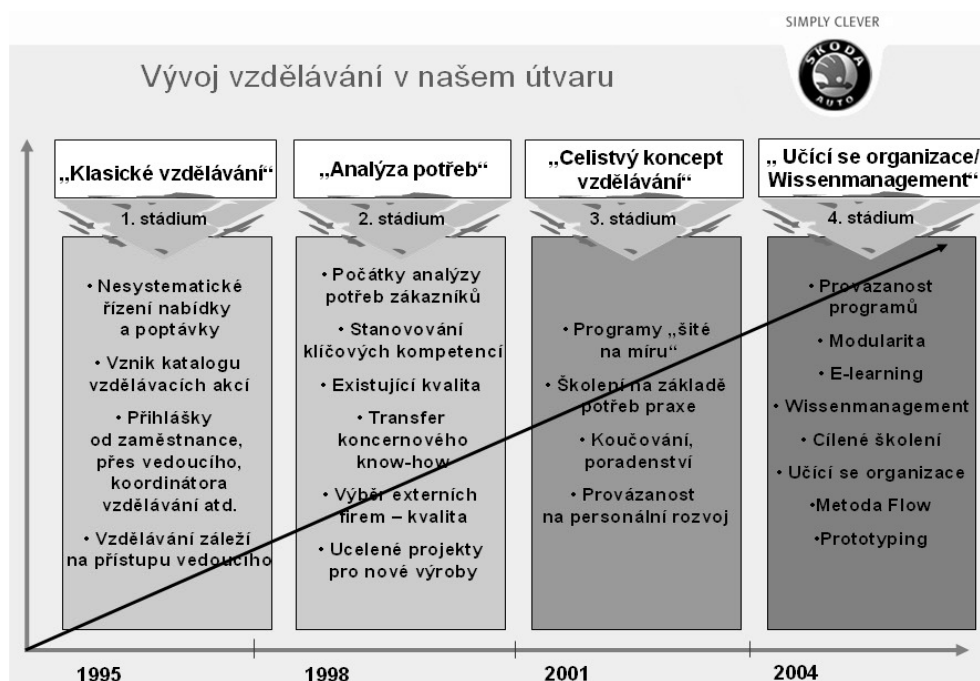 SIMPLY CLEVER
ŠKODA
AUTO
Vývoj vzdělávání v našem útvaru
„Klasické vzdělávání“
1. stádium
• Nesystematické
řízení nabídky
a poptávky
• Vznik katalogu
vzdělávacích akcí
• Přihlášky
od zaměstnance,
přes vedoucího,
koordinátora
vzdělávání atd.
• Vzdělávání záleží
na přístupu vedoucího
„Analýza potřeb“
2. stádium
• Počátky analýzy
potřeb zákazníků
• Stanovování
klíčových kompetencí
• Existující kvalita
• Transfer
koncernového
know-how
• Výběr externích
firem – kvalita
• Ucelené projekty
pro nové výroby
„Celistvý koncept
vzdělávání“
3. stádium
• Programy „šité
na míru“
• Školení na základě
potřeb praxe
• Koučování,
poradenství
• Provázanost
na personální rozvoj
„ Učící se organizace/
Wissenmanagement“
4. stádium
• Provázanost
programů
• Modularita
• E-learning
• Wissenmanagement
• Cílené školení
• Učící se organizace
•Metoda Flow
•Prototyping
1995
1998
2001
2004